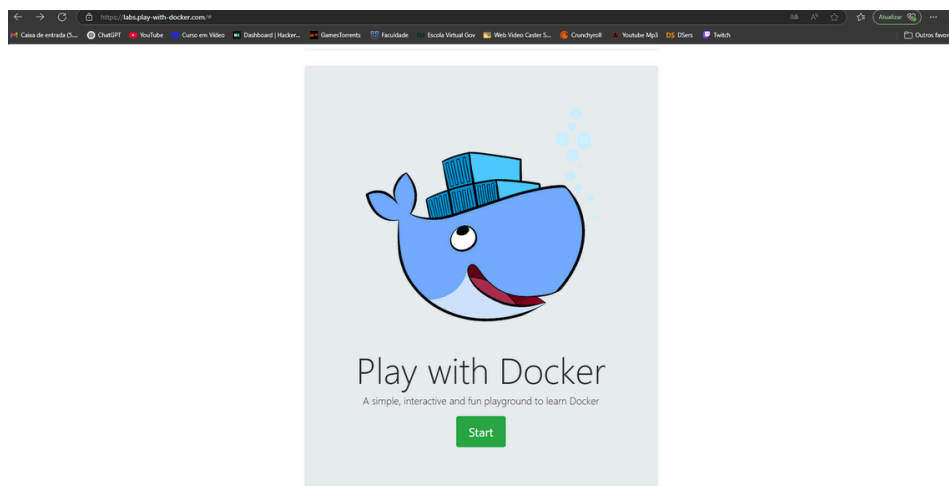 https://labs.play-with-docker.com/#
Atualizar
Caixa de entrada (5... ChatGPT YouTube Curso em Vídeo Dashboard | Hacker... GamesTorrents Faculdade Escola Virtual Gov Web Video Caster S... Crunchyroll Youtube Mp3 DS DSers Twitch Outros favor
Play with Docker
A simple, interactive and fun playground to learn Docker
Start